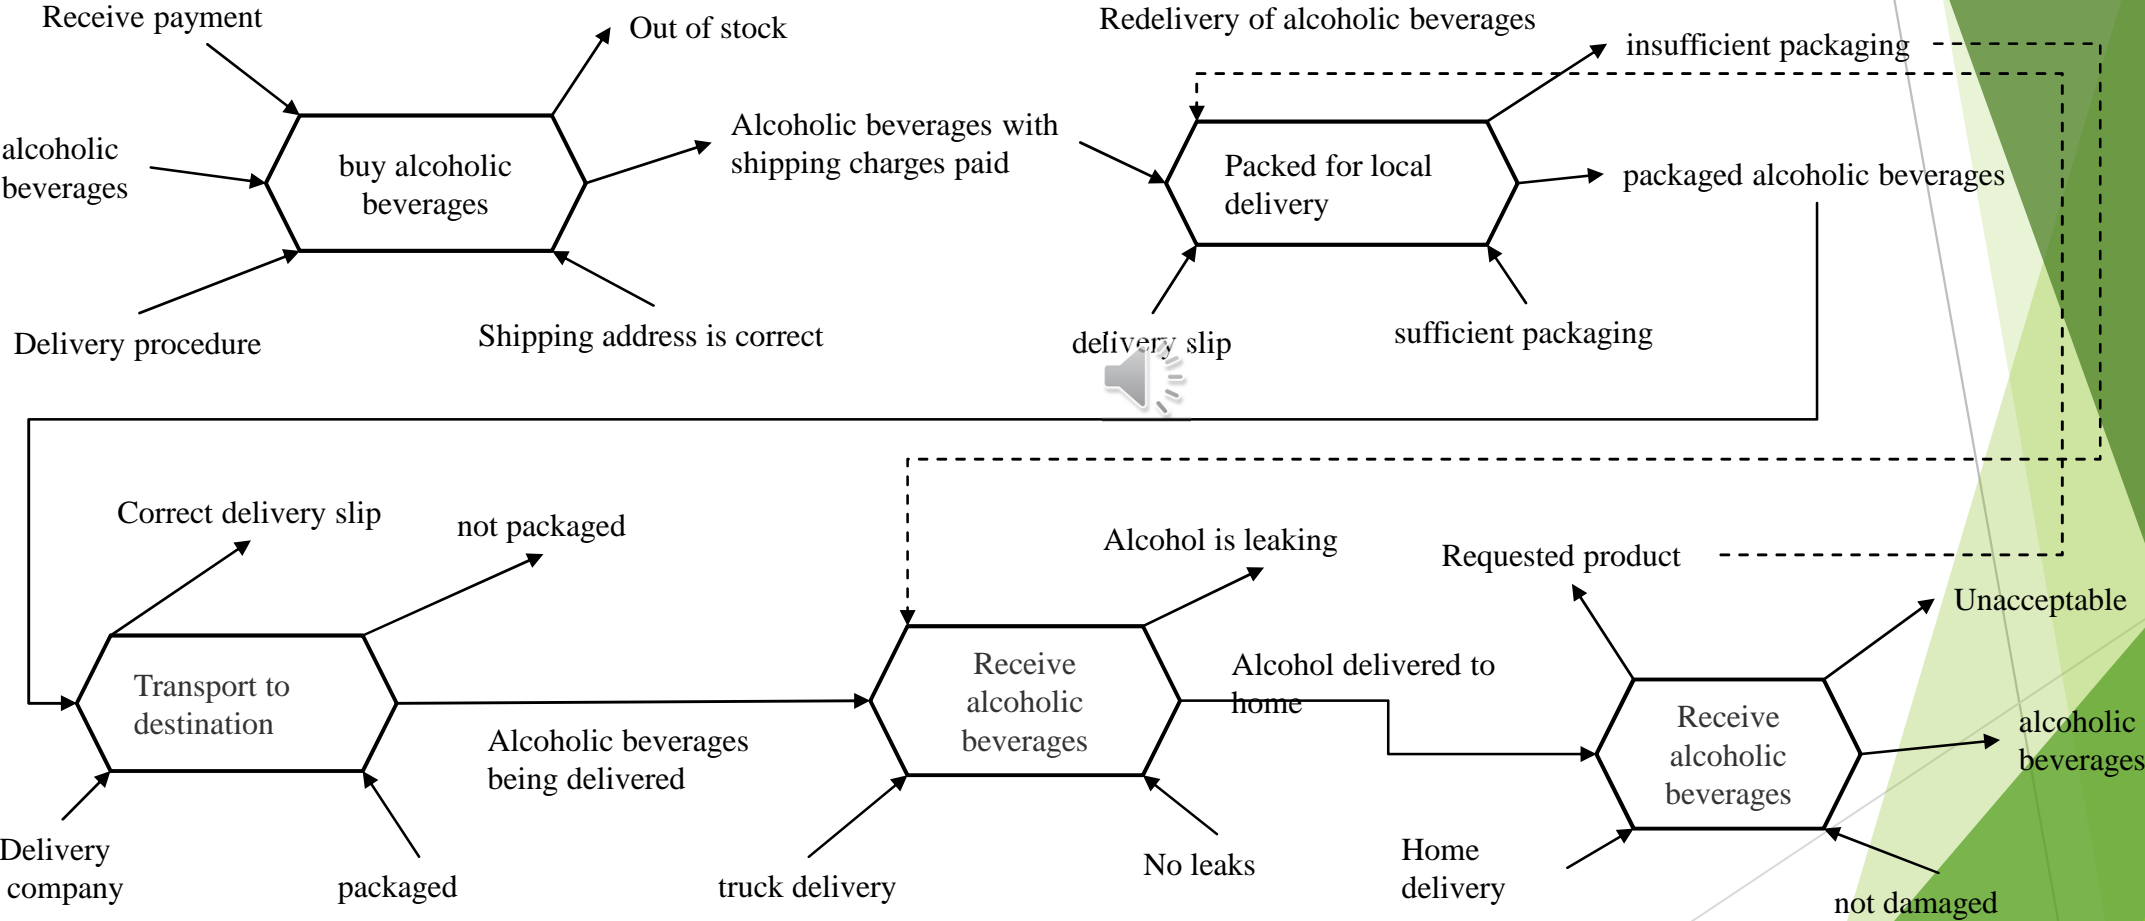 Receive payment
Out of stock
Redelivery of alcoholic beverages
insufficient packaging
alcoholic
beverages
buy alcoholic
beverages
Alcoholic beverages with
shipping charges paid
Packed for local
delivery
packaged alcoholic beverages
Delivery procedure
Shipping address is correct
delivery slip
sufficient packaging
Correct delivery slip
not packaged
Alcohol is leaking
Requested product
Unacceptable
Transport to
destination
Alcoholic beverages
being delivered
Receive
alcoholic
beverages
Alcohol delivered to
home
Receive
alcoholic
beverages
alcoholic
beverages
Delivery
company
packaged
truck delivery
No leaks
Home
delivery
not damaged